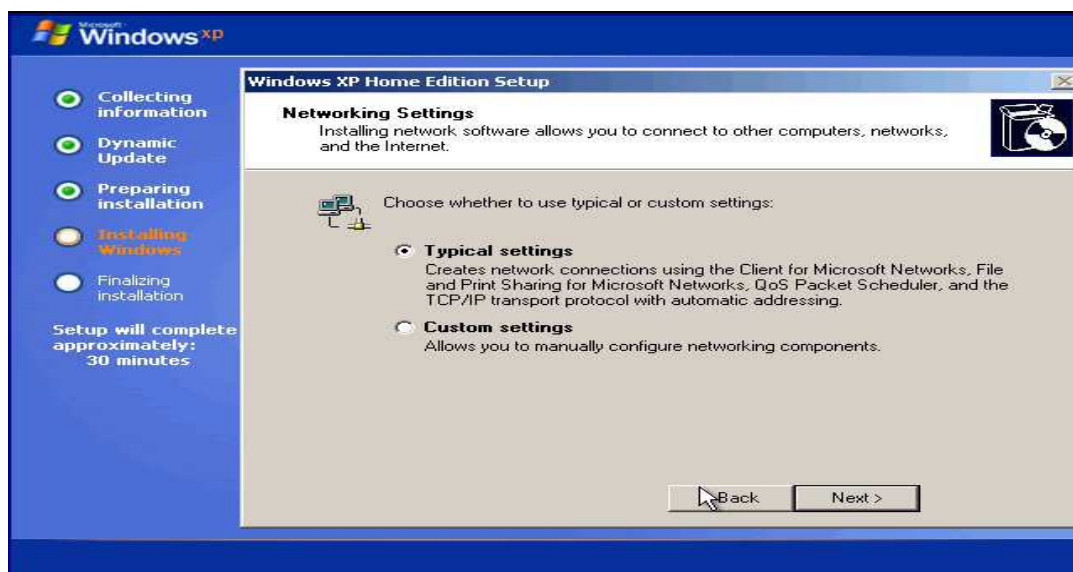 Microsoft
Windows xp
Collecting
information
Dynamic
Update
Preparing
installation
Installing
Windows
Finalizing
installation
Setup will complete
approximately:
30 minutes
Windows XP Home Edition Setup
Networking Settings
Installing network software allows you to connect to other computers, networks,
and the Internet.
Choose whether to use typical or custom settings:
Typical settings
Creates network connections using the Client for Microsoft Networks, File
and Print Sharing for Microsoft Networks, QoS Packet Scheduler, and the
TCP/IP transport protocol with automatic addressing.
Custom settings
Allows you to manually configure networking components.
Back Next >